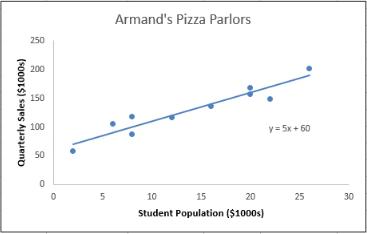 Armand's Pizza Parlors
250
200
150
100
50
0
Quarterly Sales ($1000s)
y = 5x + 60
0 5 10 15 20 25 30
Student Population ($1000s)